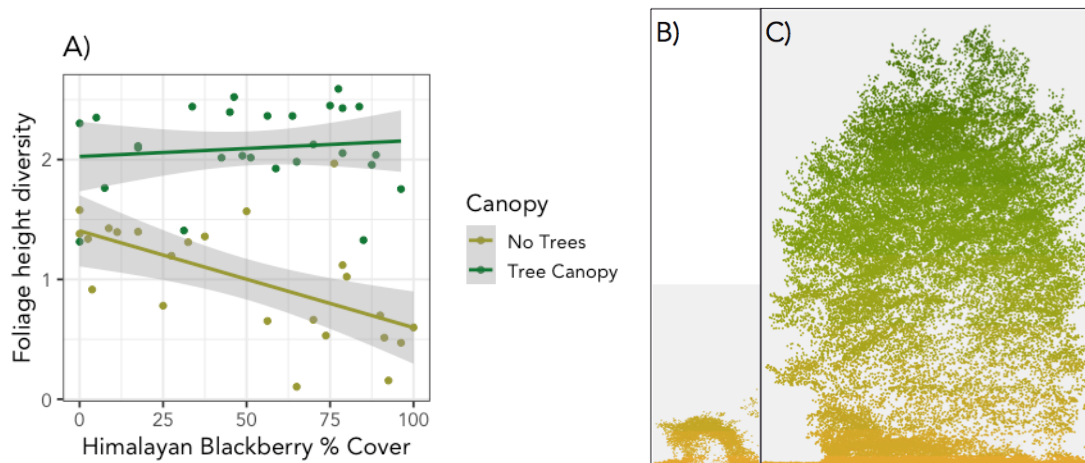 A)
B)
C)
Foliage height diversity
2
1
0
0 25 50 75 100
Himalayan Blackberry % Cover
Canopy
No Trees
Tree Canopy